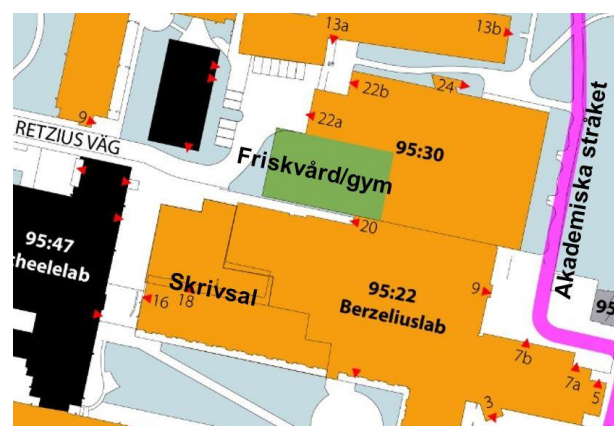 13a
13b
22b
24
9
22a
RETZIUS VÄG
95:30
Friskvård/gym
Akademiska stråket
20
95:47
heelelab
Skrivsal
95:22
Berzeliuslab
9
16
18
95
7b
7a
5
3